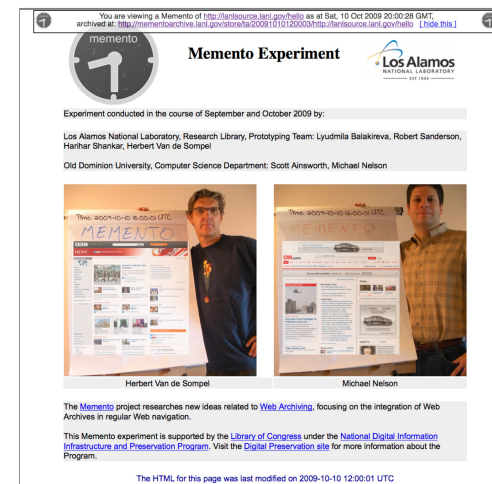 You are viewing a Memento of http://lanlsource.lanl.gov/hello as at Sat, 10 Oct 2009 20:00:28 GMT,
archived at: http://mementoarchive.lanl.gov/store/ta/20091010120003/http://lanlsource.lanl.gov/hello [ hide this ]
memento
Memento Experiment
Los Alamos
NATIONAL LABORATORY
EST. 1943
Experiment conducted in the course of September and October 2009 by:
Los Alamos National Laboratory, Research Library, Prototyping Team: Lyudmila Balakireva, Robert Sanderson,
Harihar Shankar, Herbert Van de Sompel
Old Dominion University, Computer Science Department: Scott Ainsworth, Michael Nelson
Time: 2009-10-10 18:00:01 UTC
MEMENTO
BBC
NEWS
Time: 2009-10-10 16:00:01 UTC
MEMENTO
CNN.com
Herbert Van de Sompel
Michael Nelson
The Memento project researches new ideas related to Web Archiving, focusing on the integration of Web
Archives in regular Web navigation.
This Memento experiment is supported by the Library of Congress under the National Digital Information
Infrastructure and Preservation Program. Visit the Digital Preservation site for more information about the
Program.
The HTML for this page was last modified on 2009-10-10 12:00:01 UTC